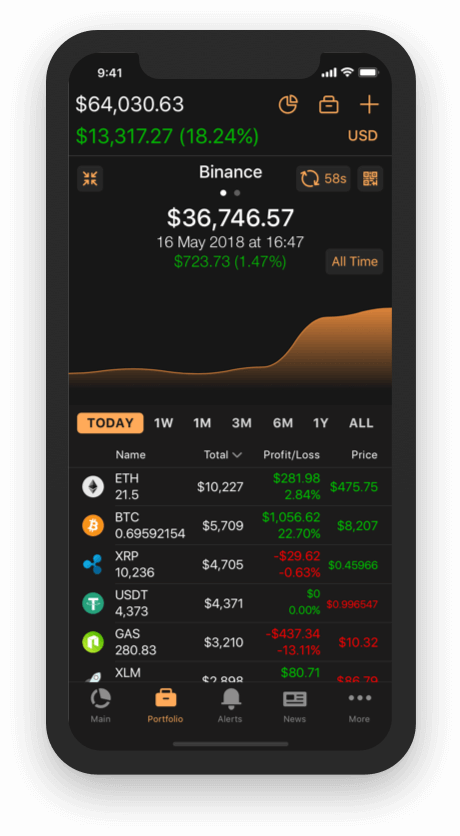 9:41
$64,030.63
$13,317.27 (18.24%) USD
Binance
58s
$36,746.57
16 May 2018 at 16:47
$723.73 (1.47%)
All Time
TODAY 1W 1M 3M 6M 1Y ALL
Name Total Profit/Loss Price
ETH $10,227 $281.98 $475.75
21.5 2.84%
BTC $5,709 $1,056.62 $8,207
0.69592154 22.70%
XRP $4,705 -$29.62 $0.45966
10,236 -0.63%
USDT $4,371 $0 $0.996547
4,373 0.00%
GAS $3,210 -$437.34 $10.32
280.83 -13.11%
XLM $2,898 $80.71 $86.79
Main Portfolio Alerts News More